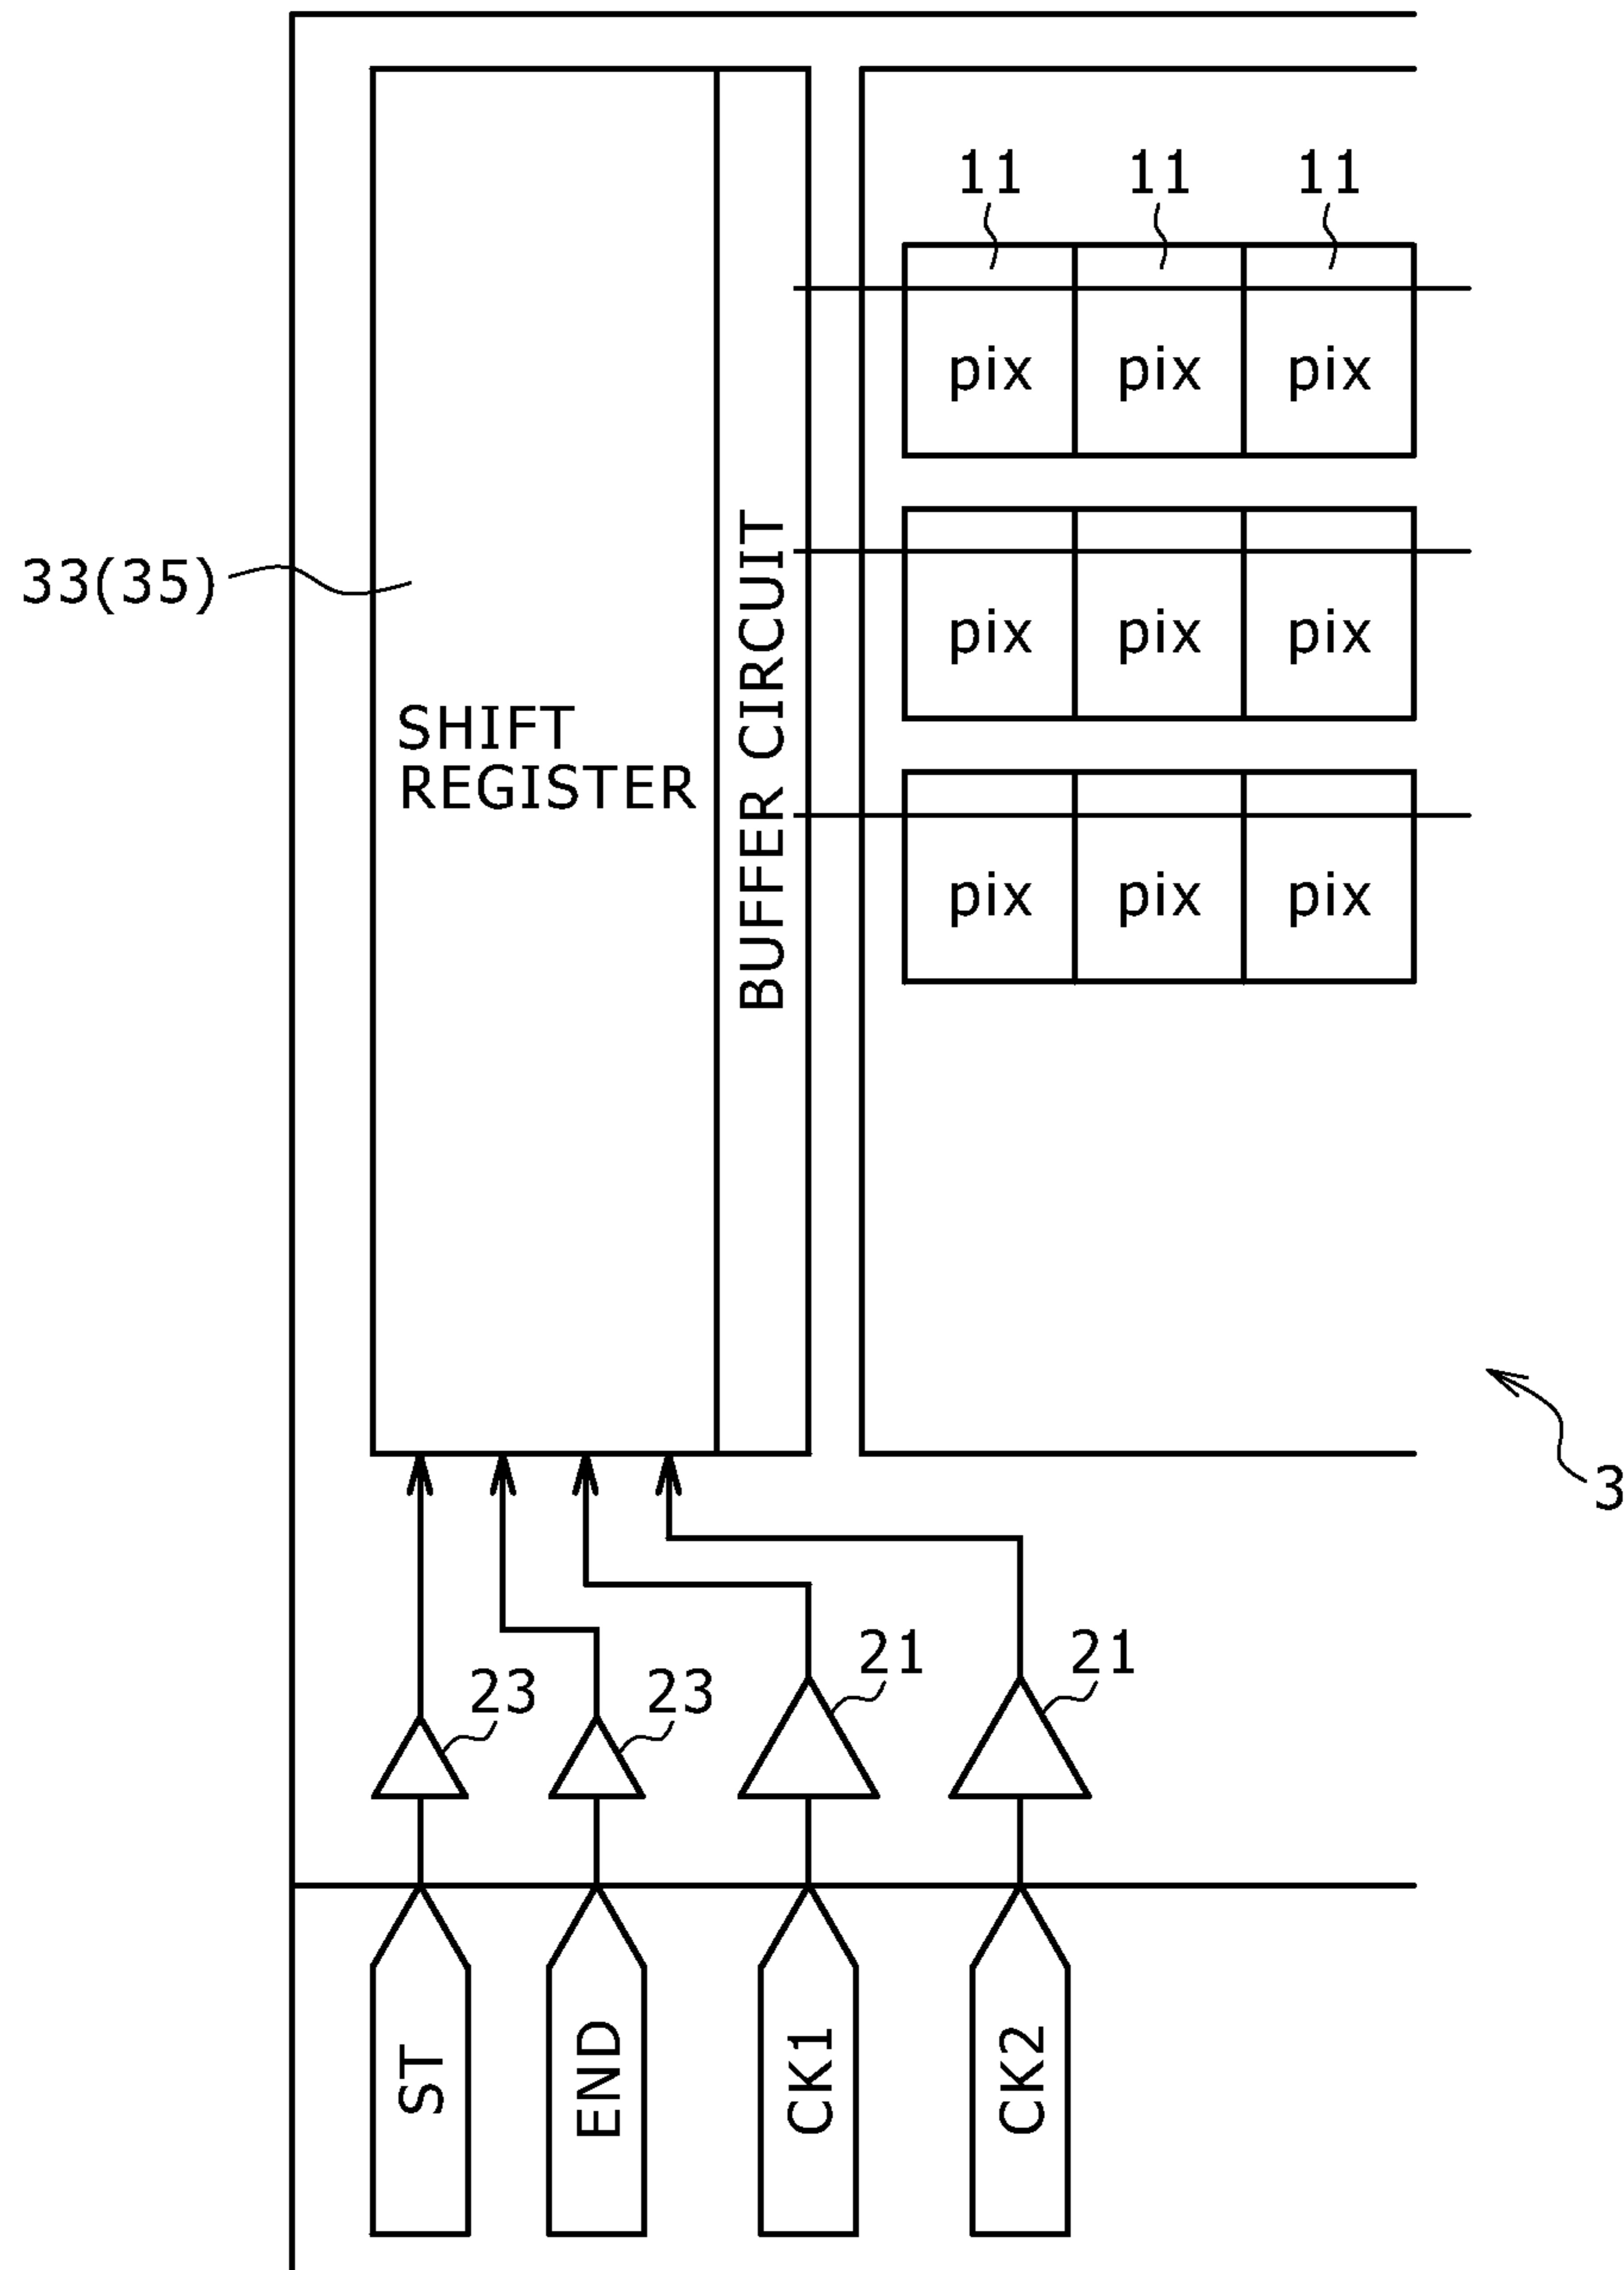 11 11 11
pix pix pix
33(35)
pix pix pix
SHIFT
REGISTER
BUFFER CIRCUIT
pix pix pix
3
23 23 21 21
ST END CK1 CK2